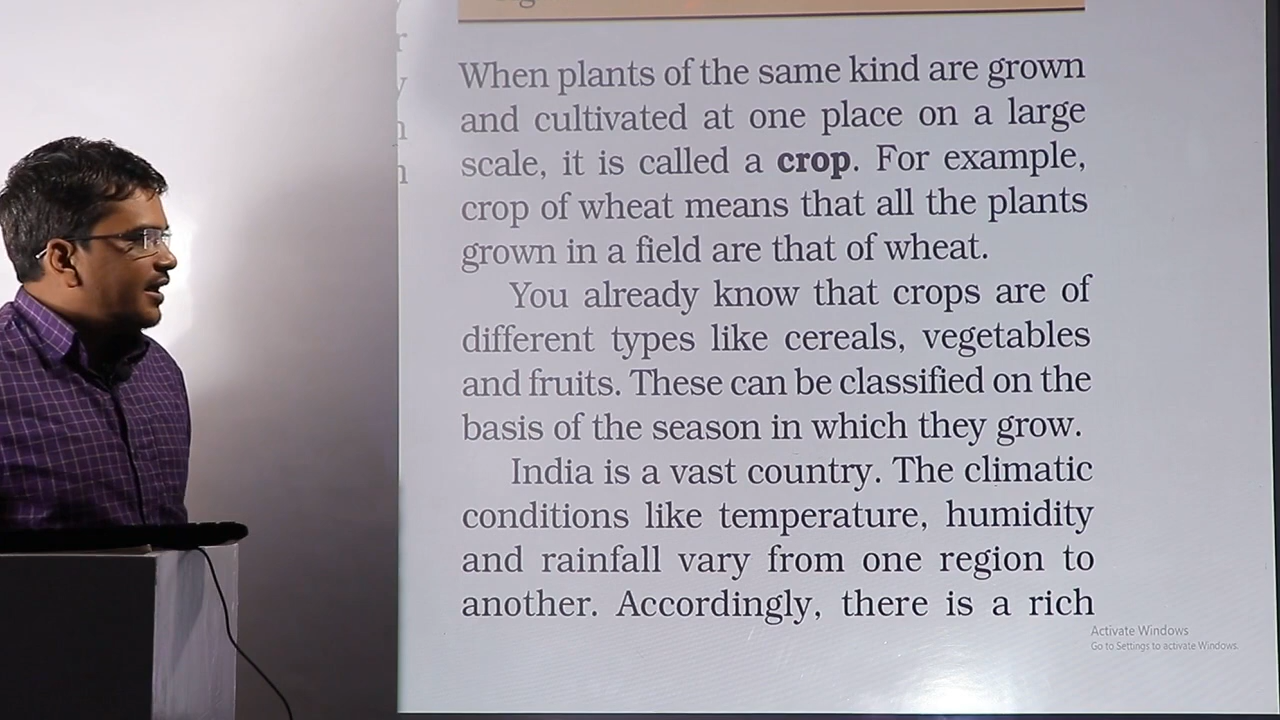 When plants of the same kind are grown
and cultivated at one place on a large
scale, it is called a crop. For example,
crop of wheat means that all the plants
grown in a field are that of wheat.
You already know that crops are of
different types like cereals, vegetables
and fruits. These can be classified on the
basis of the season in which they grow.
India is a vast country. The climatic
conditions like temperature, humidity
and rainfall vary from one region to
another. Accordingly, there is a rich
Activate Windows
Go to Settings to activate Windows.